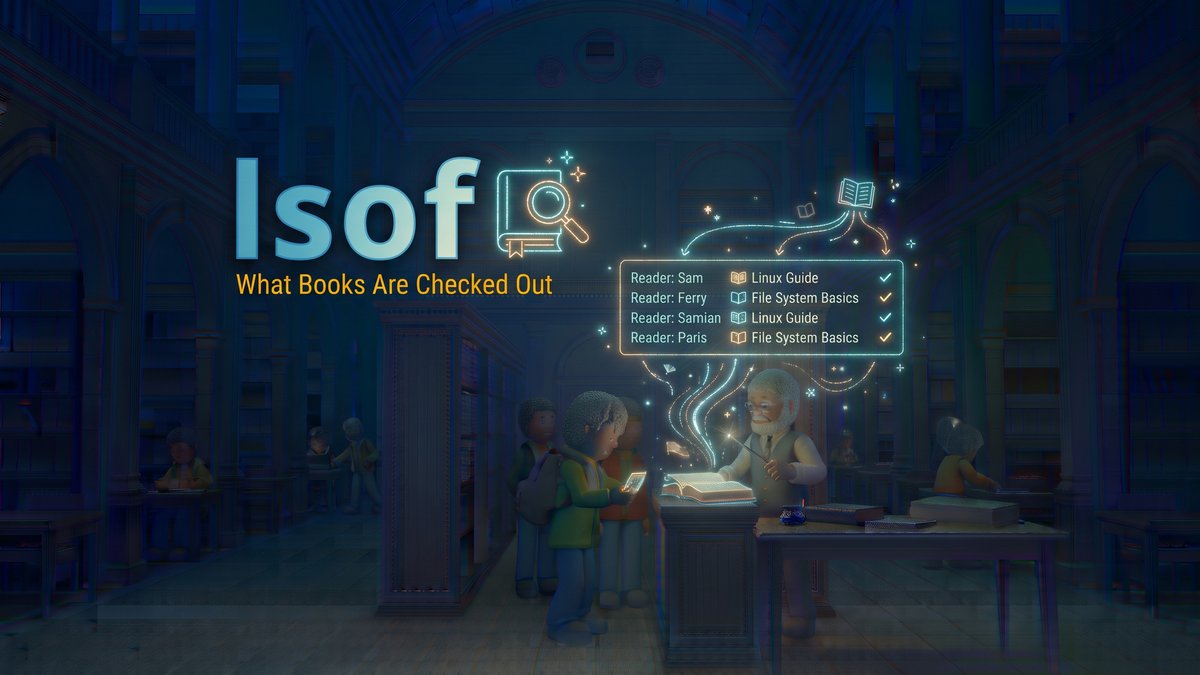 lsof
What Books Are Checked Out
Reader: Sam Linux Guide
Reader: Ferry File System Basics
Reader: Samian Linux Guide
Reader: Paris File System Basics